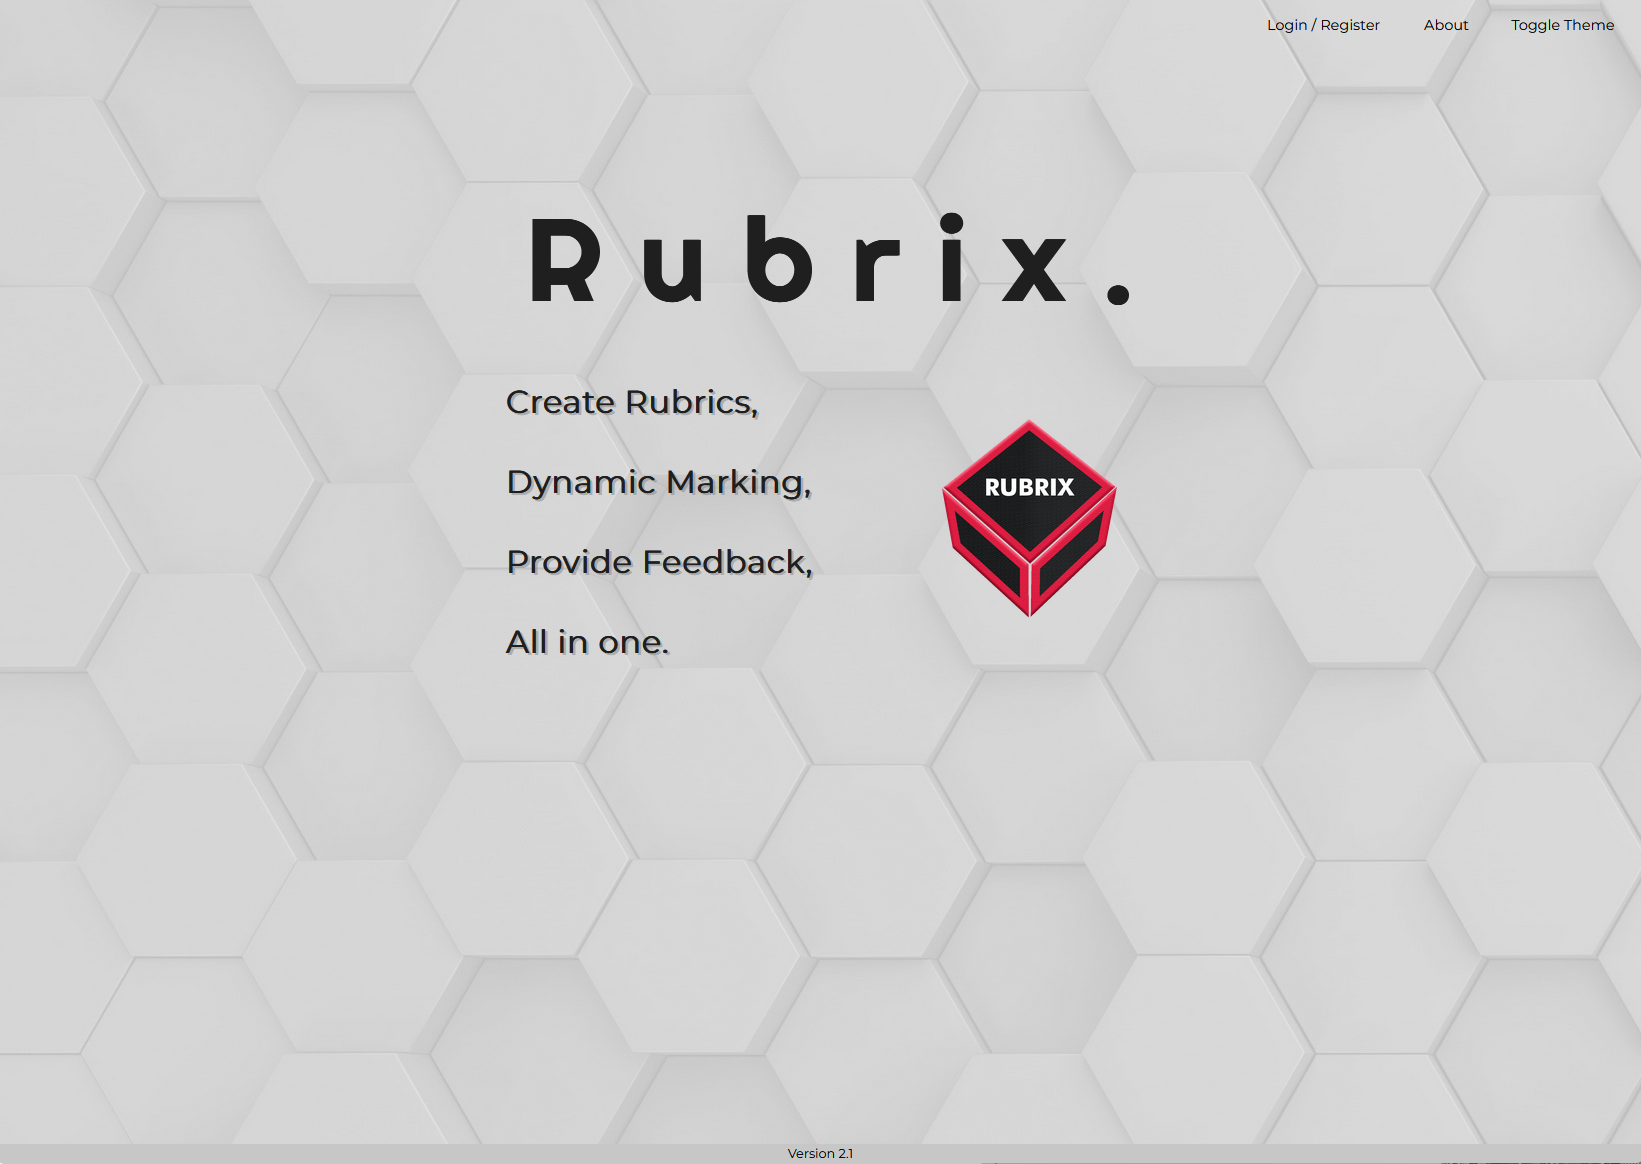 Login / Register About Toggle Theme
Rubrix.
Create Rubrics,
Dynamic Marking,
RUBRIX
Provide Feedback,
All in one.
Version 2.1